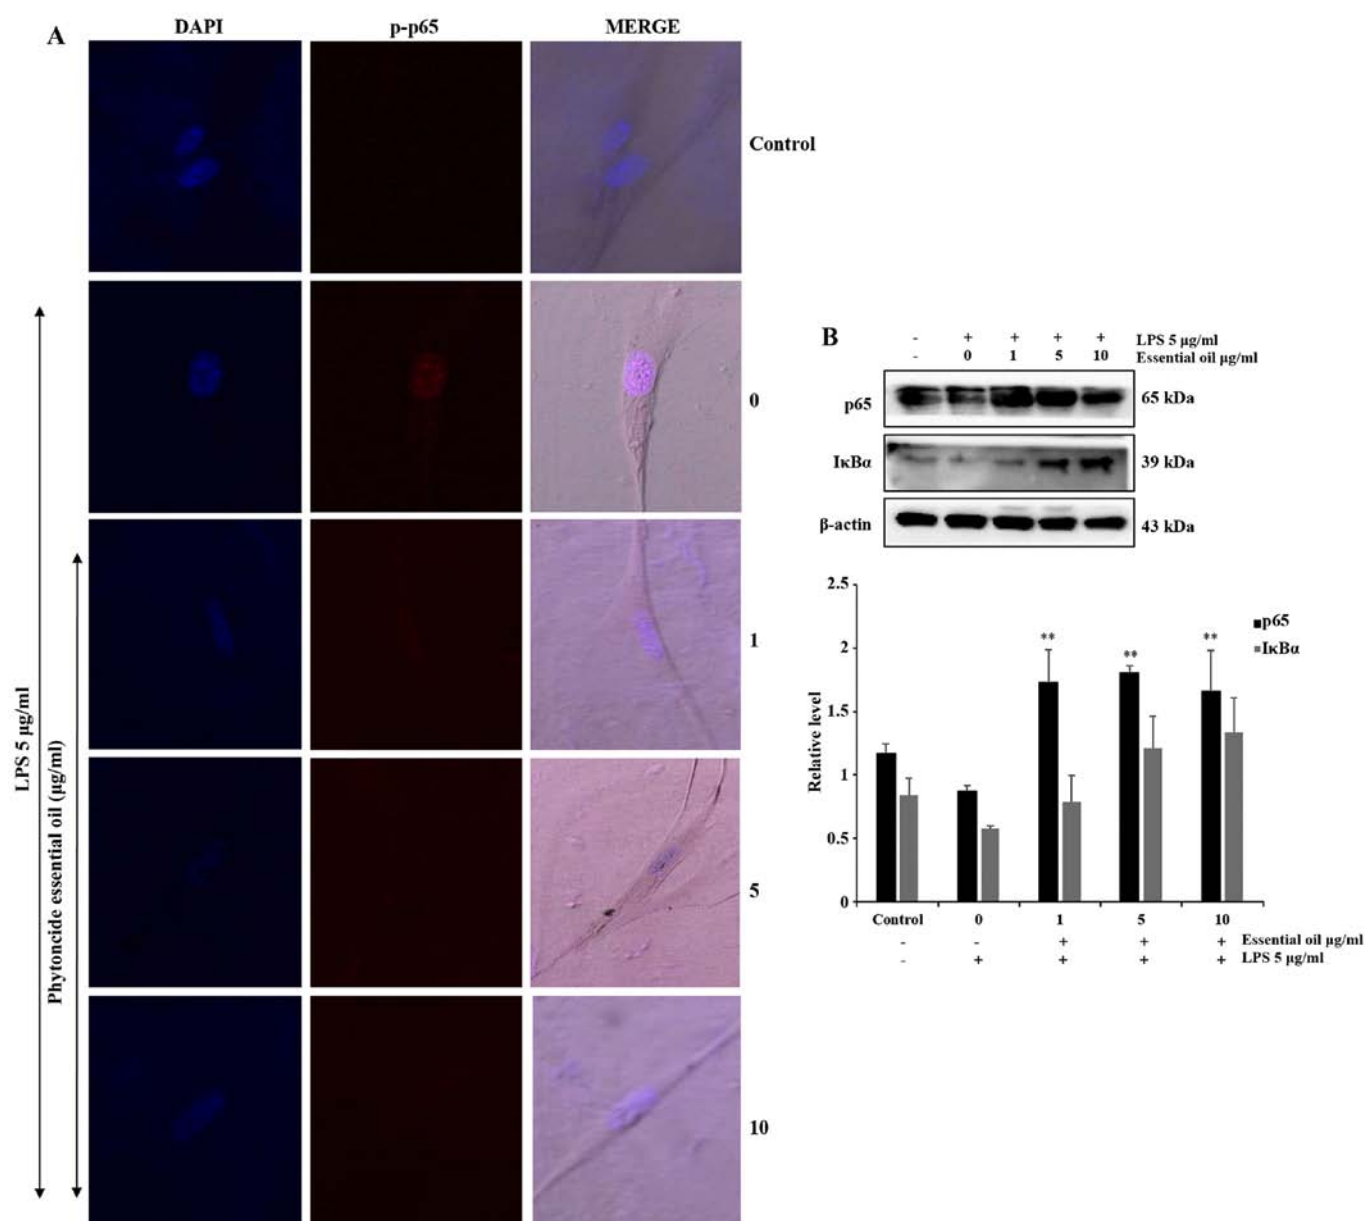 A
DAPI
p-p65
MERGE
Control
0
1
5
10
LPS 5 μg/ml
Phytoncide essential oil (μg/ml)
B
- + + + + LPS 5 μg/ml
- 0 1 5 10 Essential oil μg/ml
p65 65 kDa
IκBα 39 kDa
β-actin 43 kDa
Relative level
2.5
2
1.5
1
0.5
0
** ** **
p65
IκBα
Control 0 1 5 10
- - + + + Essential oil μg/ml
- + + + + LPS 5 μg/ml